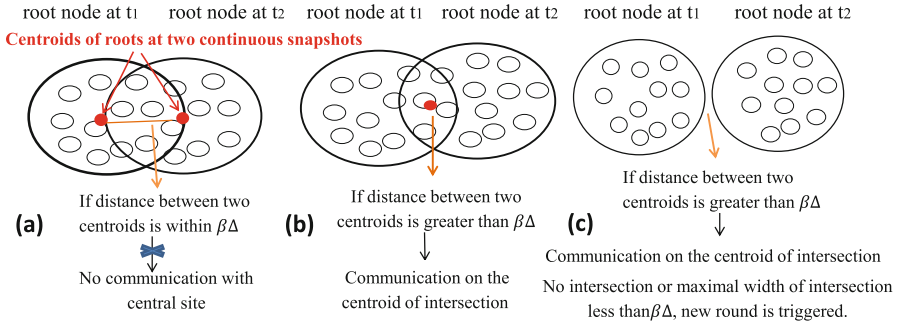 root node at t1 root node at t2
Centroids of roots at two continuous snapshots
If distance between two
centroids is within βΔ
(a)
No communication with
central site
root node at t1 root node at t2
If distance between two
centroids is greater than βΔ
(b)
Communication on the
centroid of intersection
root node at t1 root node at t2
If distance between two
centroids is greater than βΔ
(c)
Communication on the centroid of intersection
No intersection or maximal width of intersection
less thanβΔ, new round is triggered.